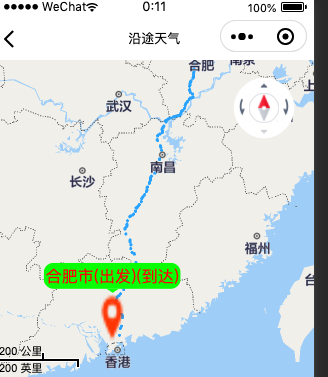 WeChat
0:11
100%
沿途天气
合肥
南京
武汉
南昌
长沙
福州
合肥市(出发)(到达)
200 公里
200 英里
香港